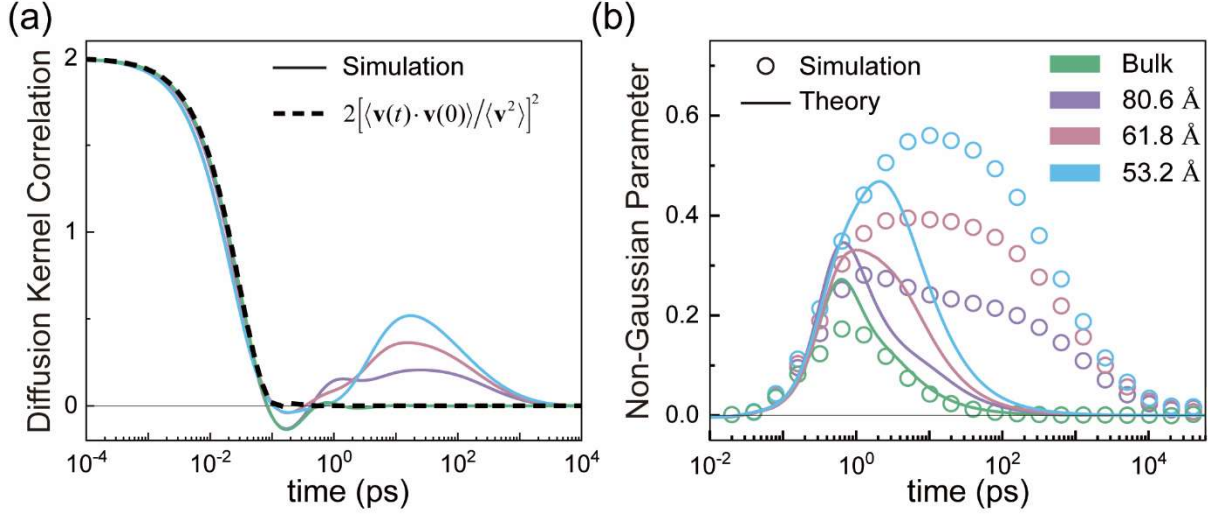 (a)
Diffusion Kernel Correlation
2
1
0
Simulation
2[⟨v(t)·v(0)⟩/⟨v²⟩]²
10⁻⁴ 10⁻² 10⁰ 10² 10⁴
time (ps)
(b)
Non-Gaussian Parameter
0.6
0.4
0.2
0.0
Simulation
Theory
Bulk
80.6 Å
61.8 Å
53.2 Å
10⁻² 10⁰ 10² 10⁴
time (ps)